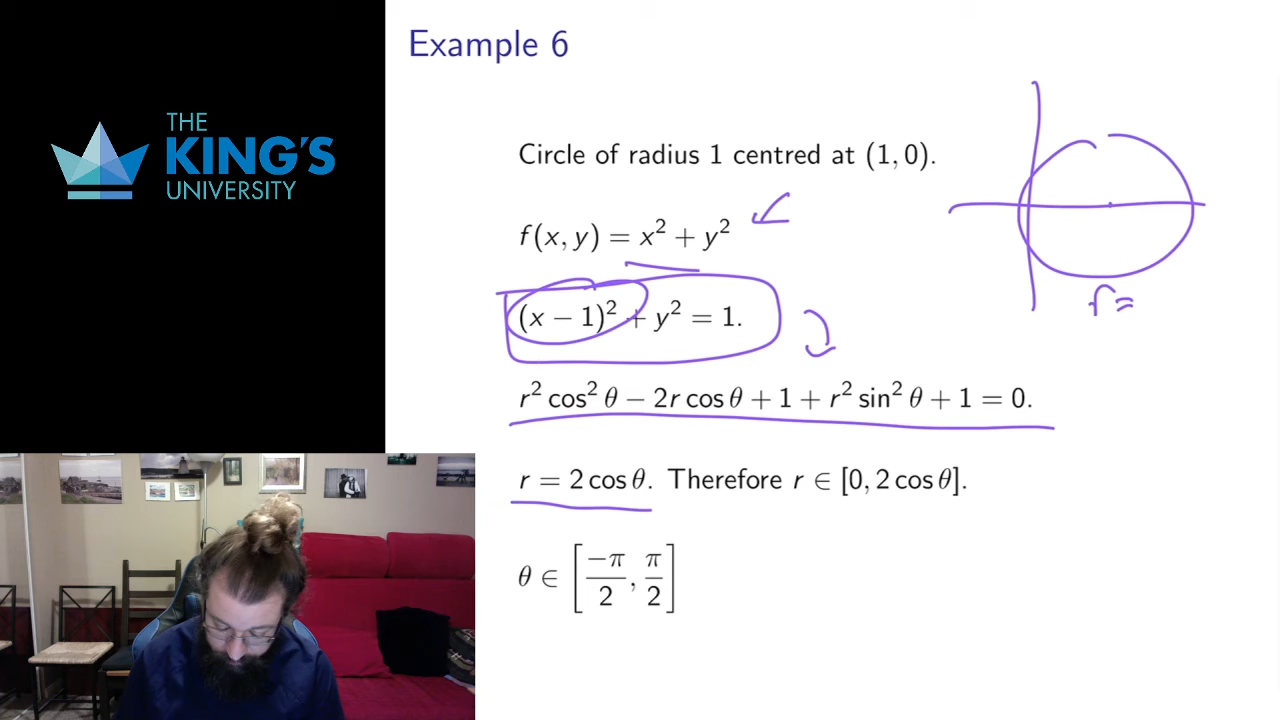 THE
KING'S
UNIVERSITY
Example 6
Circle of radius 1 centred at (1, 0).
f(x, y) = x² + y²
(x − 1)² + y² = 1.
r² cos² θ − 2r cos θ + 1 + r² sin² θ + 1 = 0.
r = 2 cos θ. Therefore r ∈ [0, 2 cos θ].
θ ∈ [−π/2, π/2]
r =